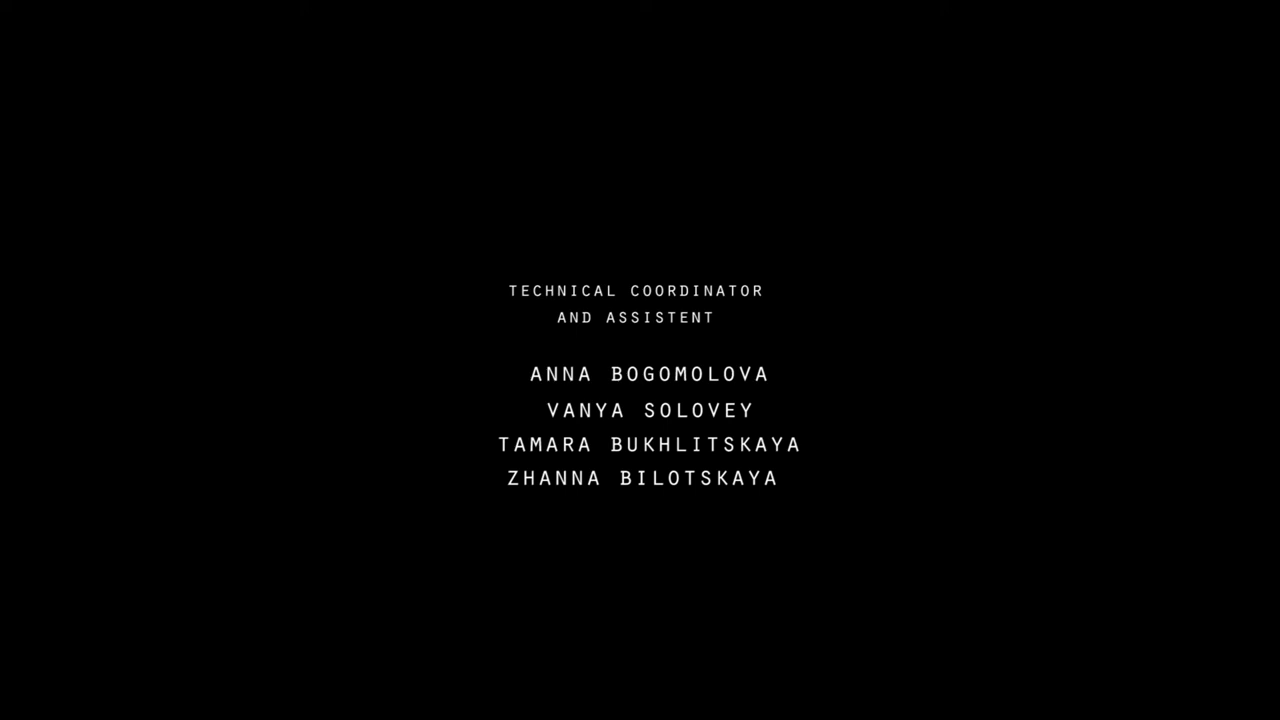 TECHNICAL COORDINATOR
AND ASSISTENT
ANNA BOGOMOLOVA
VANYA SOLOVEY
TAMARA BUKHLITSKAYA
ZHANNA BILOTSKAYA